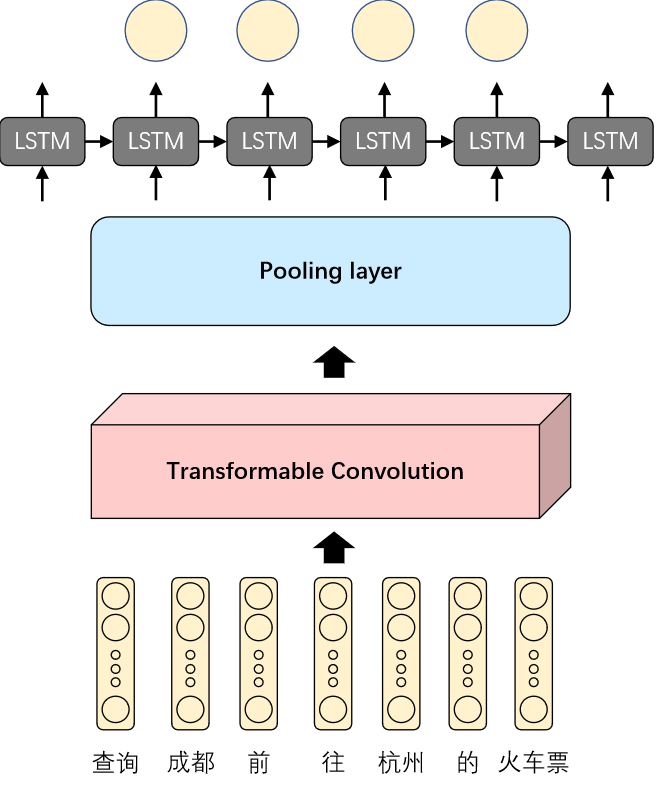 LSTM LSTM LSTM LSTM LSTM LSTM
Pooling layer
Transformable Convolution
查询 成都 前 往 杭州 的 火车票